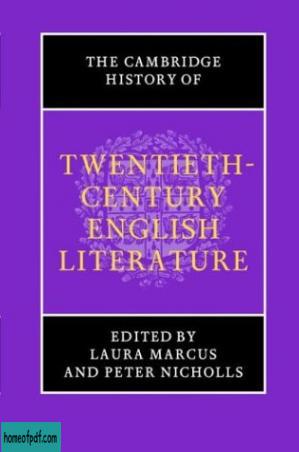 THE CAMBRIDGE
HISTORY OF
TWENTIETH-
CENTURY
ENGLISH
LITERATURE
EDITED BY
LAURA MARCUS
AND PETER NICHOLLS
homeofpdf.com